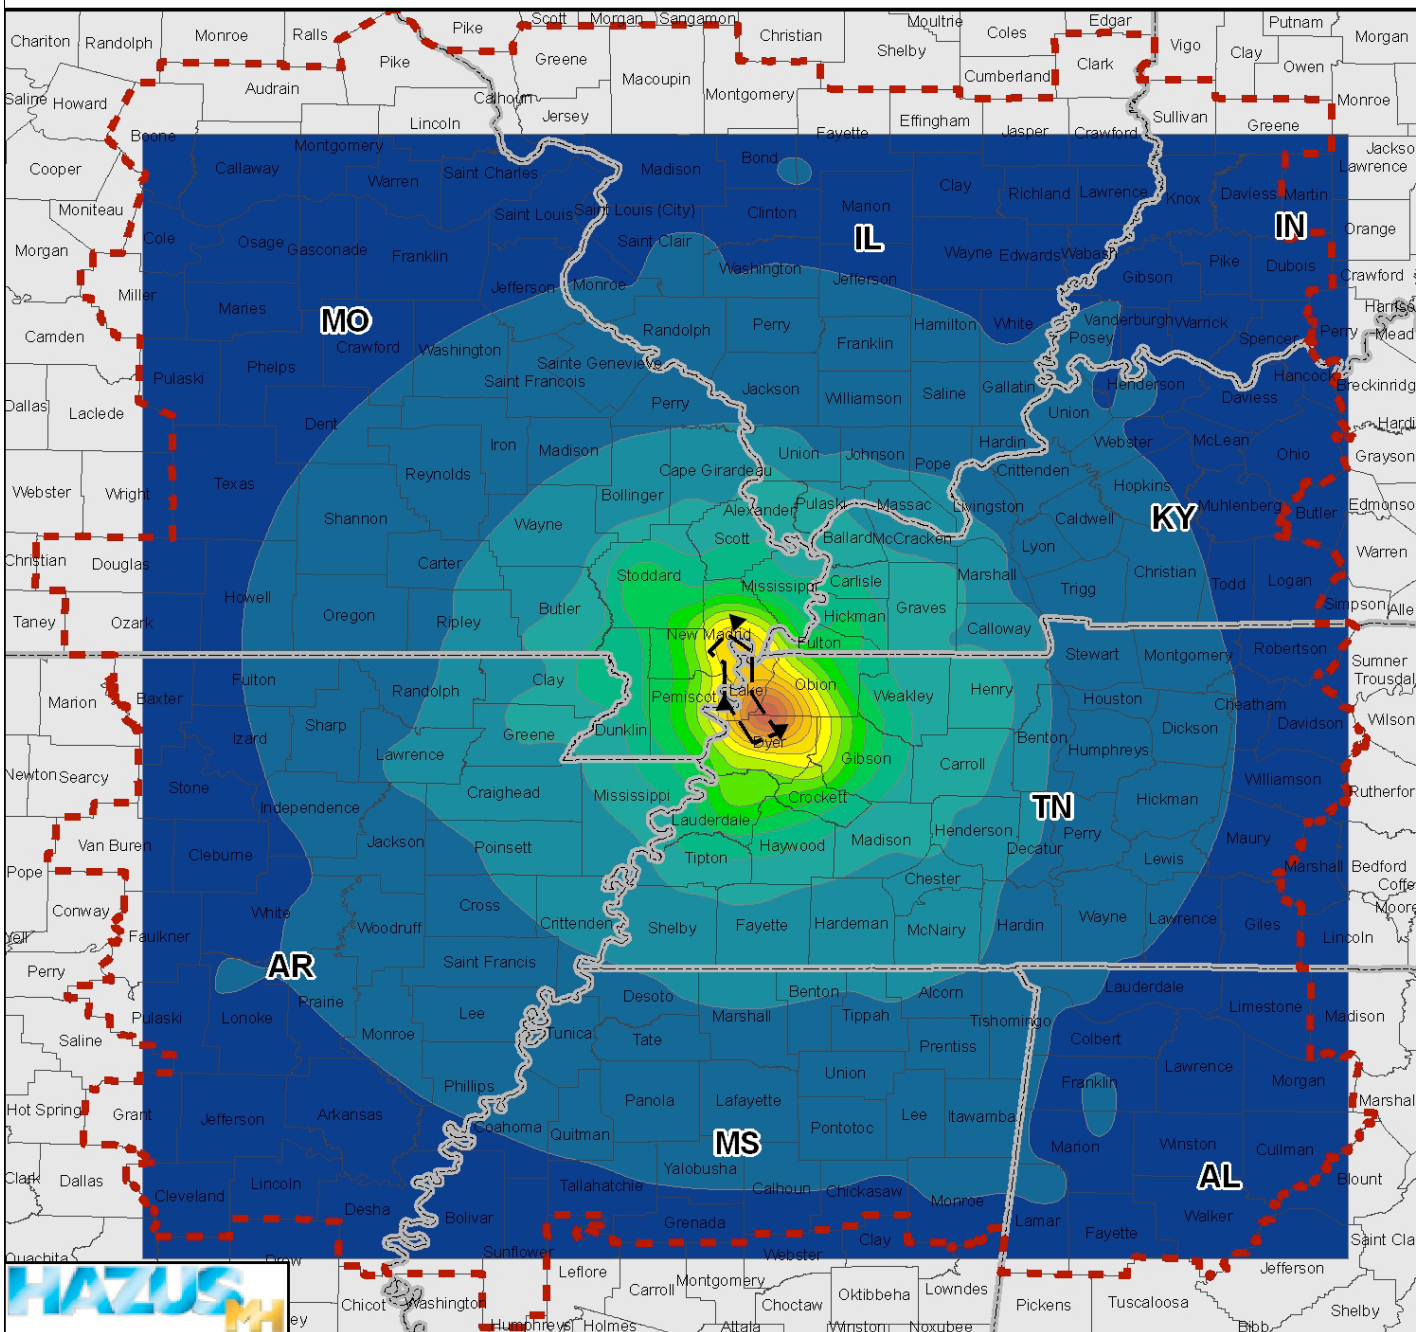 Scott Morgan Sangamon Moultrie Edgar Putnam
Chariton Randolph Monroe Ralls Pike Christian Shelby Coles Vigo Clay Morgan
Pike Greene Macoupin Cumberland Clark Owen
Saline Howard Audrain Calhoun Montgomery Monroe
Boone Lincoln Jersey Fayette Effingham Jasper Crawford Sullivan Greene
Cooper Callaway Montgomery Warren Saint Charles Madison Bond Clay Richland Lawrence Knox Daviess Martin Lawrence
Moniteau Saint Louis Saint Louis (City) Clinton Marion
Morgan Cole Osage Gasconade Franklin Saint Clair IL Wayne Edwards Wabash IN Orange
Miller Maries Jefferson Monroe Washington Jefferson Gibson Pike Dubois Crawford
Camden MO Crawford Washington Randolph Perry Franklin Hamilton White Posey Vanderburgh Warrick Spencer Perry
Dallas Laclede Pulaski Phelps Saint Francois Sainte Genevieve Jackson Williamson Saline Gallatin Henderson Hancock Daviess
Dent Perry Union Webster McLean Ohio
Webster Wright Texas Reynolds Iron Madison Cape Girardeau Union Johnson Pope Hardin Crittenden Hopkins Grayson
Shannon Bollinger Alexander Pulaski Massac Livingston Caldwell KY Muhlenberg Butler
Christian Douglas Wayne Scott Ballard McCracken Lyon Warren
Carter Stoddard Mississippi Carlisle Marshall Trigg Christian Todd Logan
Taney Ozark Howell Oregon Ripley Butler Hickman Graves Calloway Simpson
New Madrid Fulton Stewart Montgomery Robertson Sumner
Marion Baxter Fulton Randolph Clay Pemiscot Lake Obion Weakley Henry Houston Cheatham
Izard Sharp Lawrence Greene Dunklin Dyer Benton Humphreys Dickson Davidson Wilson
Newton Searcy Stone Independence Craighead Mississippi Gibson Carroll Hickman Williamson
Van Buren Cleburne Jackson Poinsett Lauderdale Crockett Madison Henderson TN Perry Maury Marshall Bedford
Pope Tipton Haywood Decatur Lewis
Conway White Woodruff Cross Crittenden Shelby Fayette Hardeman Chester McNairy Hardin Wayne Lawrence Giles Lincoln
Faulkner
Perry AR Prairie Saint Francis Desoto Benton Alcorn Lauderdale Limestone Madison
Pulaski Lonoke Lee Marshall Tippah Tishomingo
Saline Monroe Tunica Tate Prentiss Colbert Lawrence
Hot Spring Grant Jefferson Arkansas Phillips Panola Lafayette Union Lee Itawamba Franklin Morgan
Coahoma Quitman Pontotoc
Clark Dallas Cleveland Lincoln Desha MS Yalobusha Marion Winston Cullman Blount
Tallahatchie Calhoun Chickasaw Monroe AL
Bolivar Grenada Clay Lamar Fayette Walker
Ouachita Drew Sunflower Webster
Leflore Carroll Montgomery Jefferson
HAZUS MH Chicot Washington Choctaw Oktibbeha Lowndes Pickens Tuscaloosa Shelby
Humphreys Holmes Attala Winston Noxubee Bibb